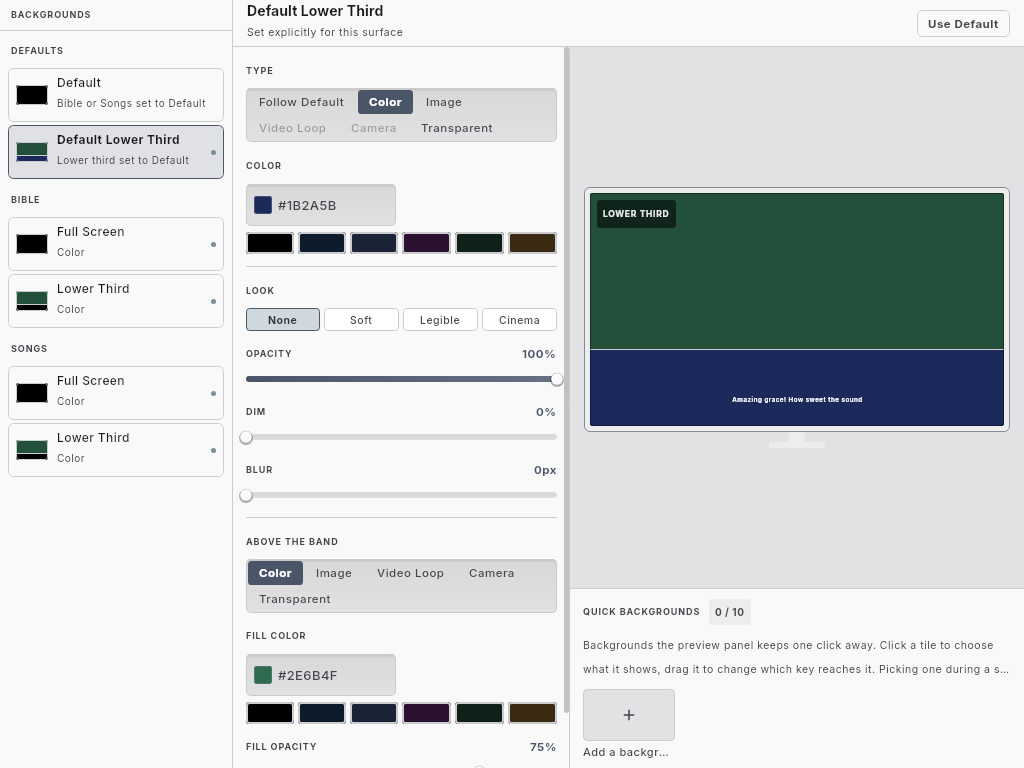 BACKGROUNDS
DEFAULTS
Default
Bible or Songs set to Default
Default Lower Third
Lower third set to Default
BIBLE
Full Screen
Color
Lower Third
Color
SONGS
Full Screen
Color
Lower Third
Color
Default Lower Third
Set explicitly for this surface
Use Default
TYPE
Follow Default Color Image
Video Loop Camera Transparent
COLOR
#1B2A5B
LOOK
None Soft Legible Cinema
OPACITY 100%
DIM 0%
BLUR 0px
ABOVE THE BAND
Color Image Video Loop Camera
Transparent
FILL COLOR
#2E6B4F
FILL OPACITY 75%
LOWER THIRD
Amazing grace! How sweet the sound
QUICK BACKGROUNDS 0 / 10
Backgrounds the preview panel keeps one click away. Click a tile to choose
what it shows, drag it to change which key reaches it. Picking one during a s...
+
Add a backgr...